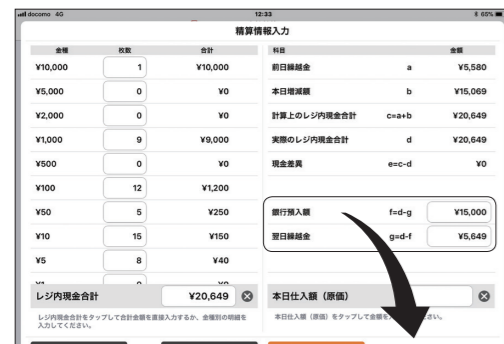 docomo 4G 12:33 65%
精算情報入力
金種 枚数 合計
¥10,000 1 ¥10,000
¥5,000 0 ¥0
¥2,000 0 ¥0
¥1,000 9 ¥9,000
¥500 0 ¥0
¥100 12 ¥1,200
¥50 5 ¥250
¥10 15 ¥150
¥5 8 ¥40
レジ内現金合計 ¥20,649
レジ内現金合計をタップして合計金額を直接入力するか、金種別の明細を
入力してください。
科目 金額
前日繰越金 a ¥5,580
本日増減額 b ¥15,069
計算上のレジ内現金合計 c=a+b ¥20,649
実際のレジ内現金合計 d ¥20,649
現金差異 e=c-d ¥0
銀行預入額 f=d-g ¥15,000
翌日繰越金 g=d-f ¥5,649
本日仕入額（原価）
本日仕入額（原価）をタップして金額を さい。